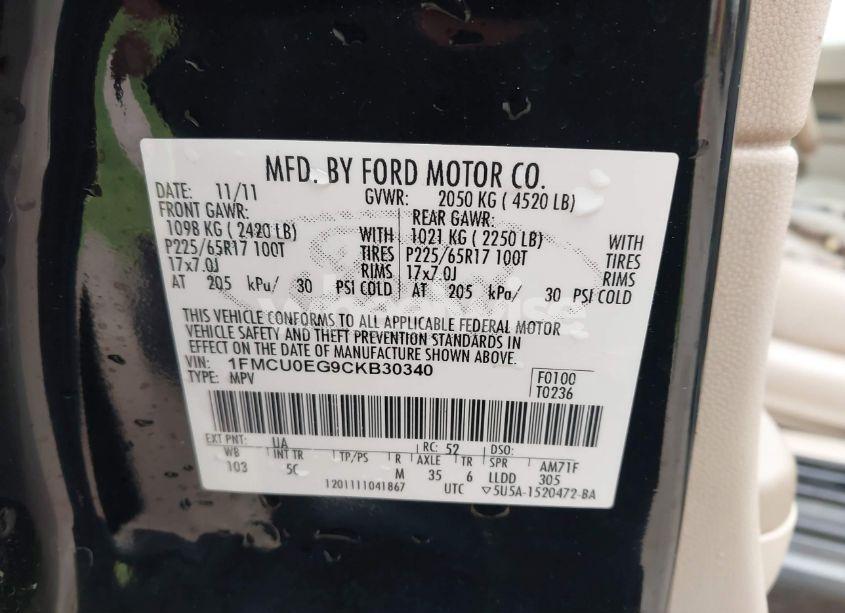 MFD. BY FORD MOTOR CO.
DATE: 11/11 GVWR: 2050 KG ( 4520 LB)
FRONT GAWR: REAR GAWR:
1098 KG ( 2420 LB) WITH 1021 KG ( 2250 LB) WITH
P225/65R17 100T TIRES P225/65R17 100T TIRES
17x7.0J RIMS 17x7.0J RIMS
AT 205 kPa/ 30 PSI COLD AT 205 kPa/ 30 PSI COLD
THIS VEHICLE CONFORMS TO ALL APPLICABLE FEDERAL MOTOR
VEHICLE SAFETY AND THEFT PREVENTION STANDARDS IN
EFFECT ON THE DATE OF MANUFACTURE SHOWN ABOVE.
VIN: 1FMCU0EG9CKB30340 F0100
TYPE: MPV T0236
EXT PNT: UA RC: 52 DSO:
WB INT TR TP/PS R AXLE TR SPR AM71F
103 5C M 35 6 LLDD 305
1201111041867 UTC ▽5U5A-1520472-BA